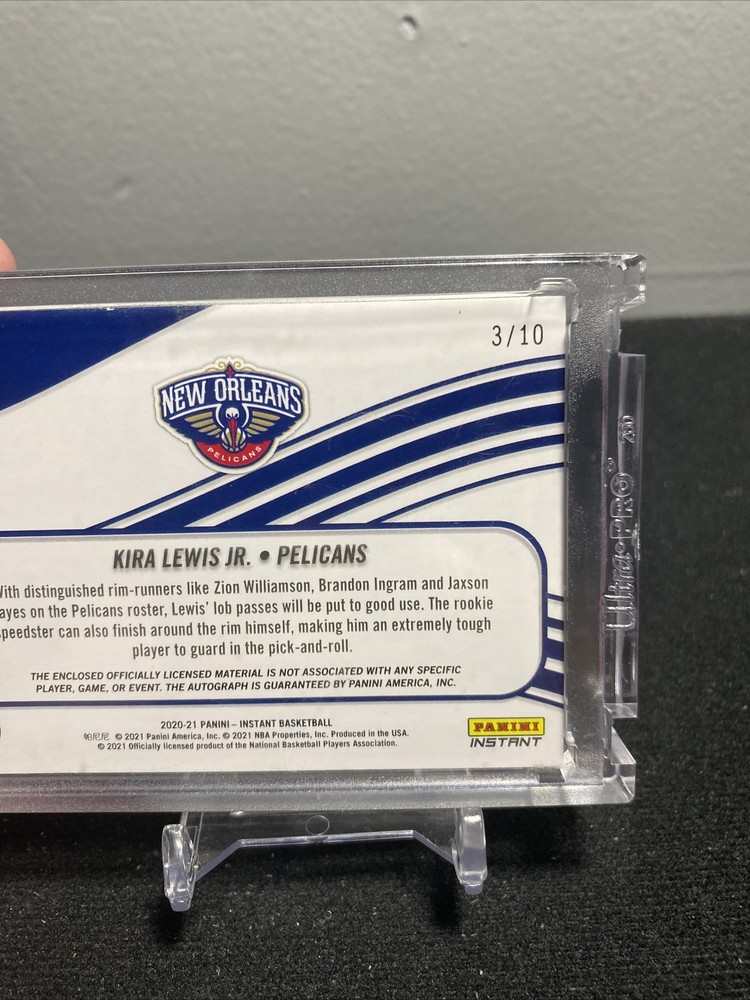 3/10
NEW ORLEANS
PELICANS
KIRA LEWIS JR. • PELICANS
With distinguished rim-runners like Zion Williamson, Brandon Ingram and Jaxson
ayes on the Pelicans roster, Lewis' lob passes will be put to good use. The rookie
speedster can also finish around the rim himself, making him an extremely tough
player to guard in the pick-and-roll.
THE ENCLOSED OFFICIALLY LICENSED MATERIAL IS NOT ASSOCIATED WITH ANY SPECIFIC
PLAYER, GAME, OR EVENT. THE AUTOGRAPH IS GUARANTEED BY PANINI AMERICA, INC.
2020-21 PANINI – INSTANT BASKETBALL
帕尼尼 © 2021 Panini America, Inc. © 2021 NBA Properties, Inc. Produced in the USA.
© 2021 Officially licensed product of the National Basketball Players Association.
PANINI
INSTANT
Ultra•PRO®